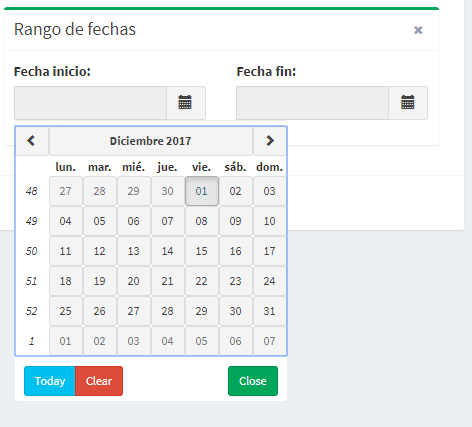 Rango de fechas ×
Fecha inicio: Fecha fin:
Diciembre 2017
lun. mar. mié. jue. vie. sáb. dom.
48 27 28 29 30 01 02 03
49 04 05 06 07 08 09 10
50 11 12 13 14 15 16 17
51 18 19 20 21 22 23 24
52 25 26 27 28 29 30 31
1 01 02 03 04 05 06 07
Today Clear Close